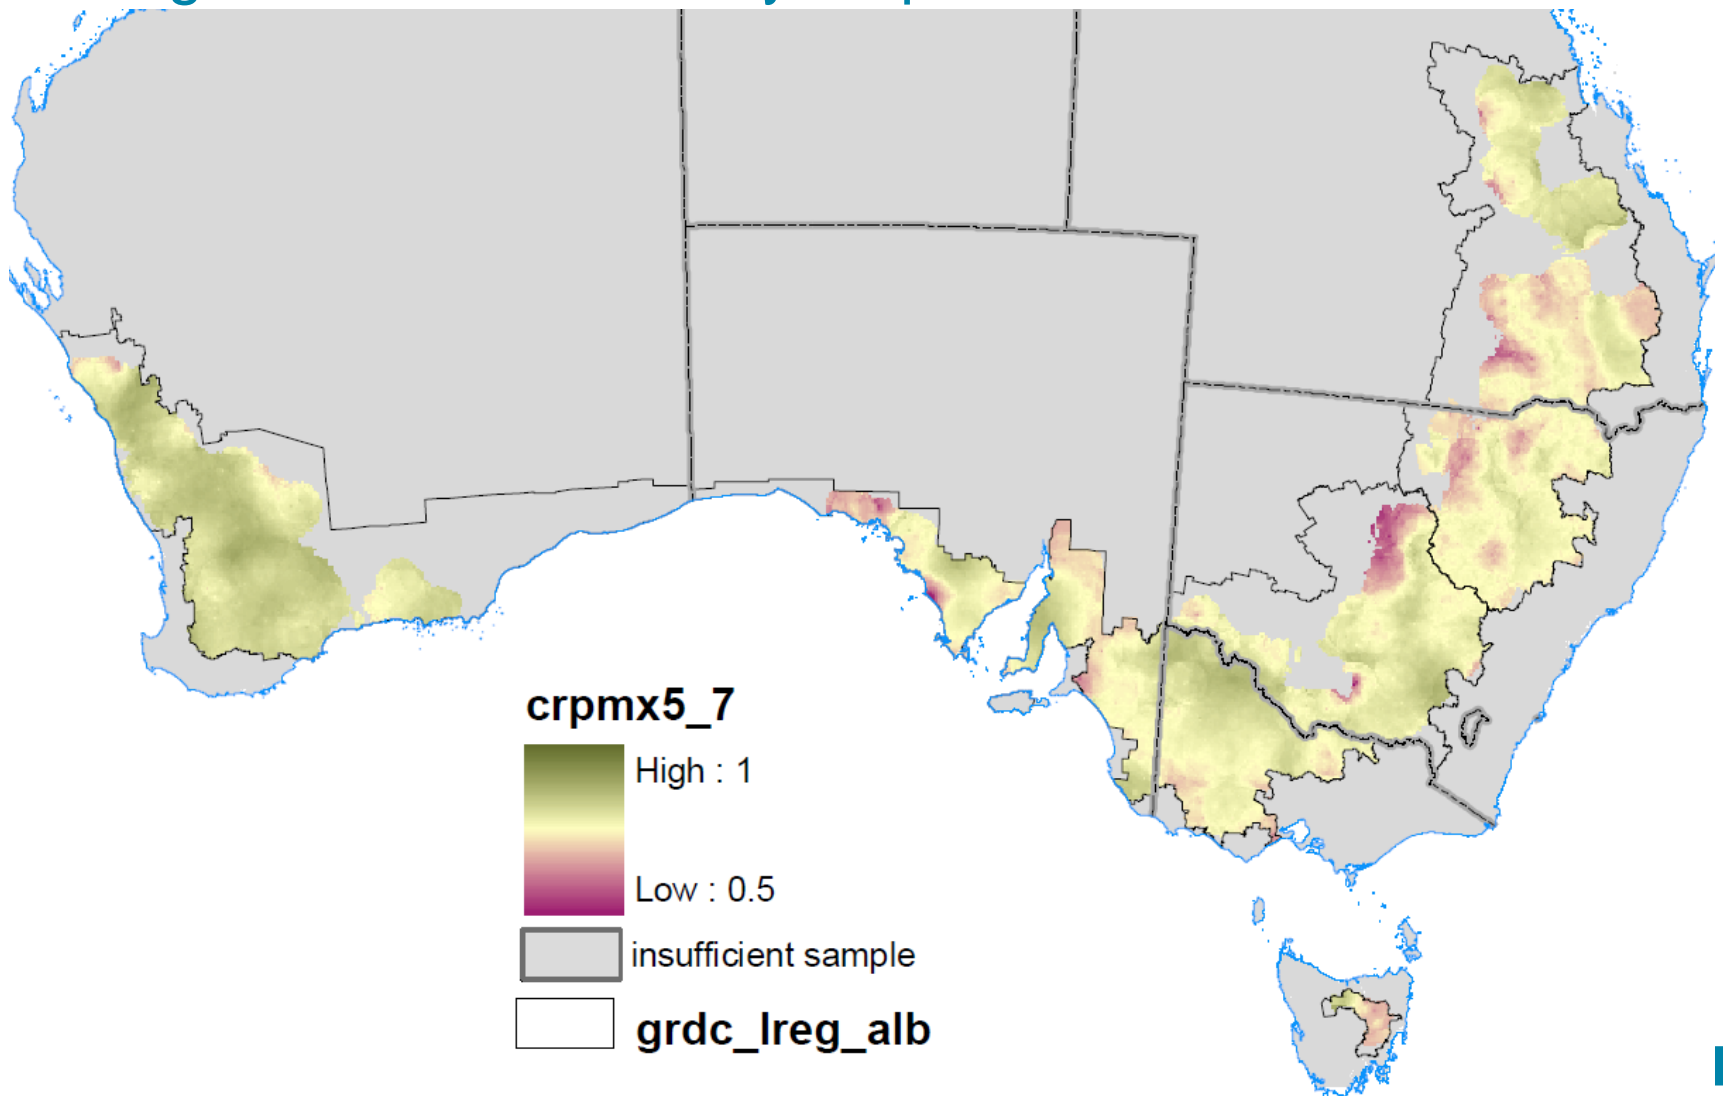 crpmx5_7
High : 1
Low : 0.5
insufficient sample
grdc_lreg_alb